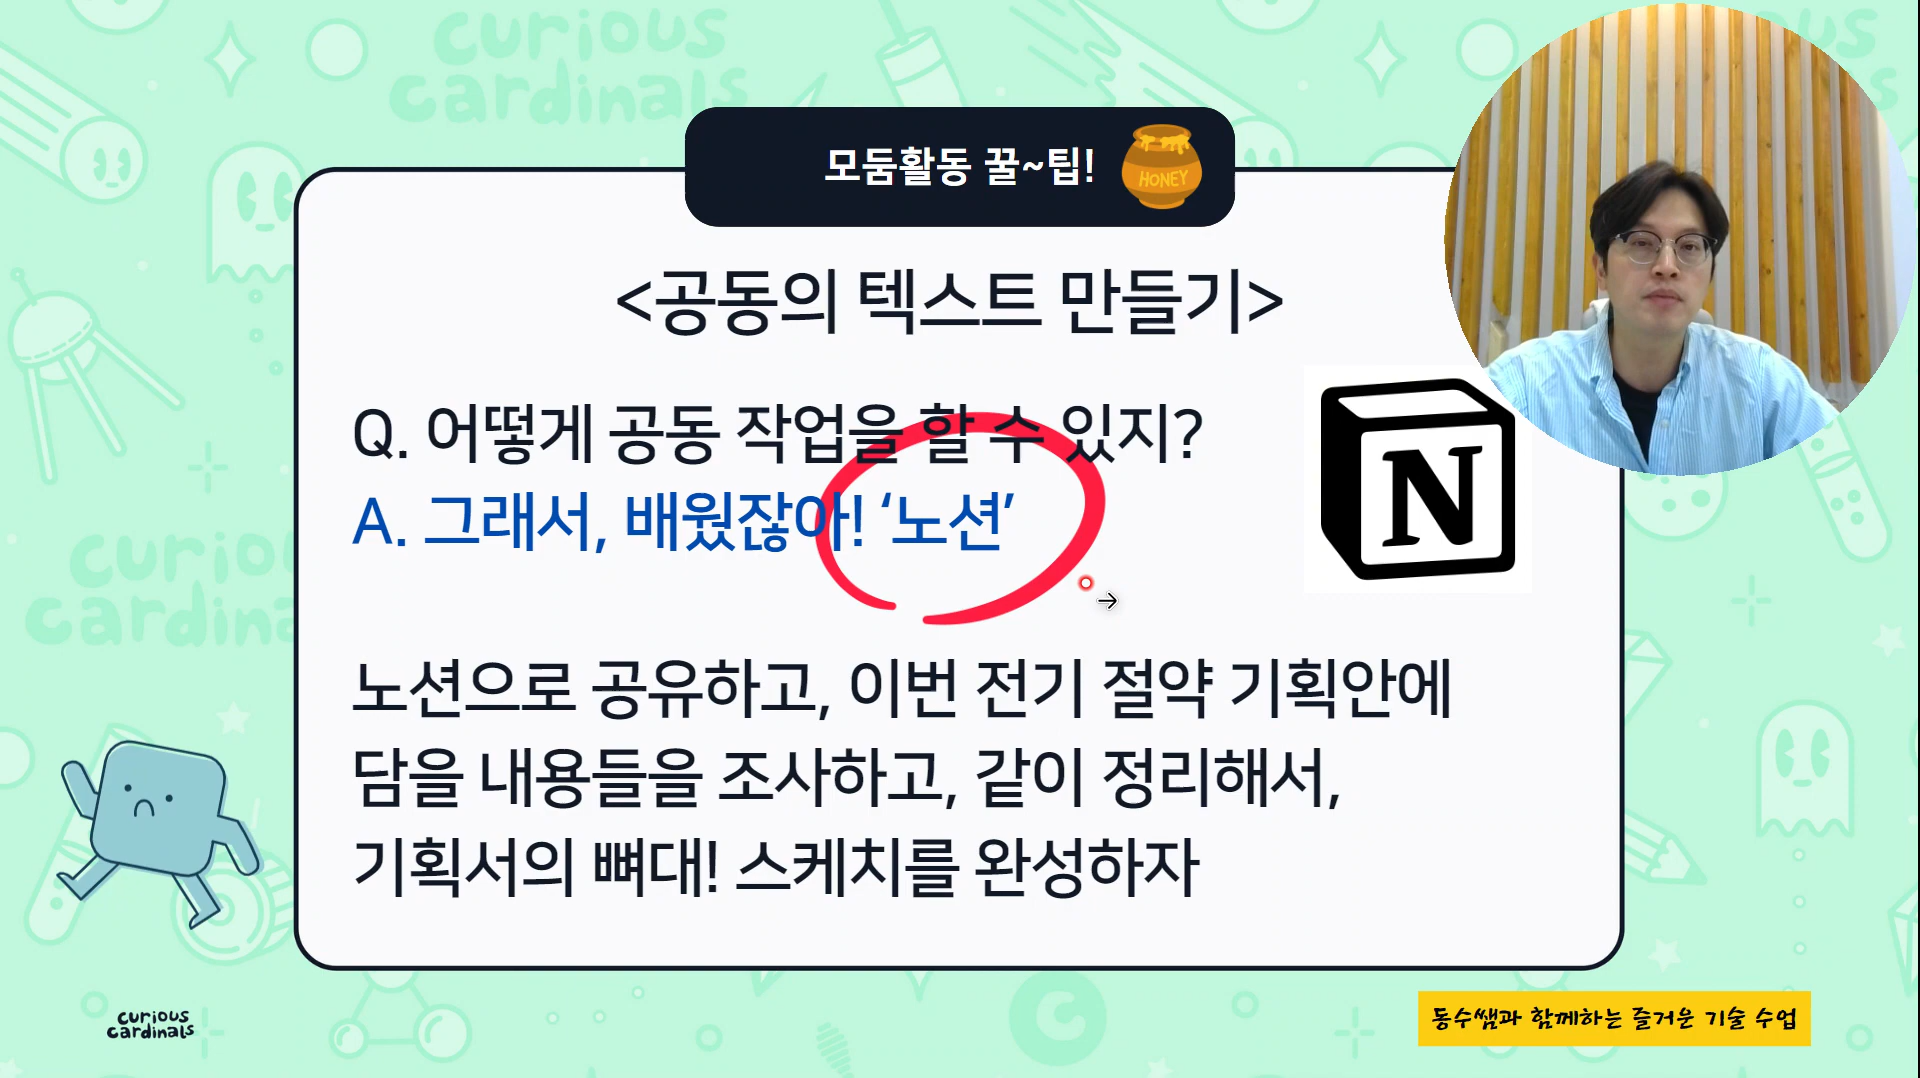 curious
cardinals
모둠활동 꿀~팁!
HONEY
<공동의 텍스트 만들기>
Q. 어떻게 공동 작업을 할 수 있지?
A. 그래서, 배웠잖아! ‘노션’
N
노션으로 공유하고, 이번 전기 절약 기획안에
담을 내용들을 조사하고, 같이 정리해서,
기획서의 뼈대! 스케치를 완성하자
curious
cardinals
curious
cardinals
동수쌤과 함께하는 즐거운 기술 수업